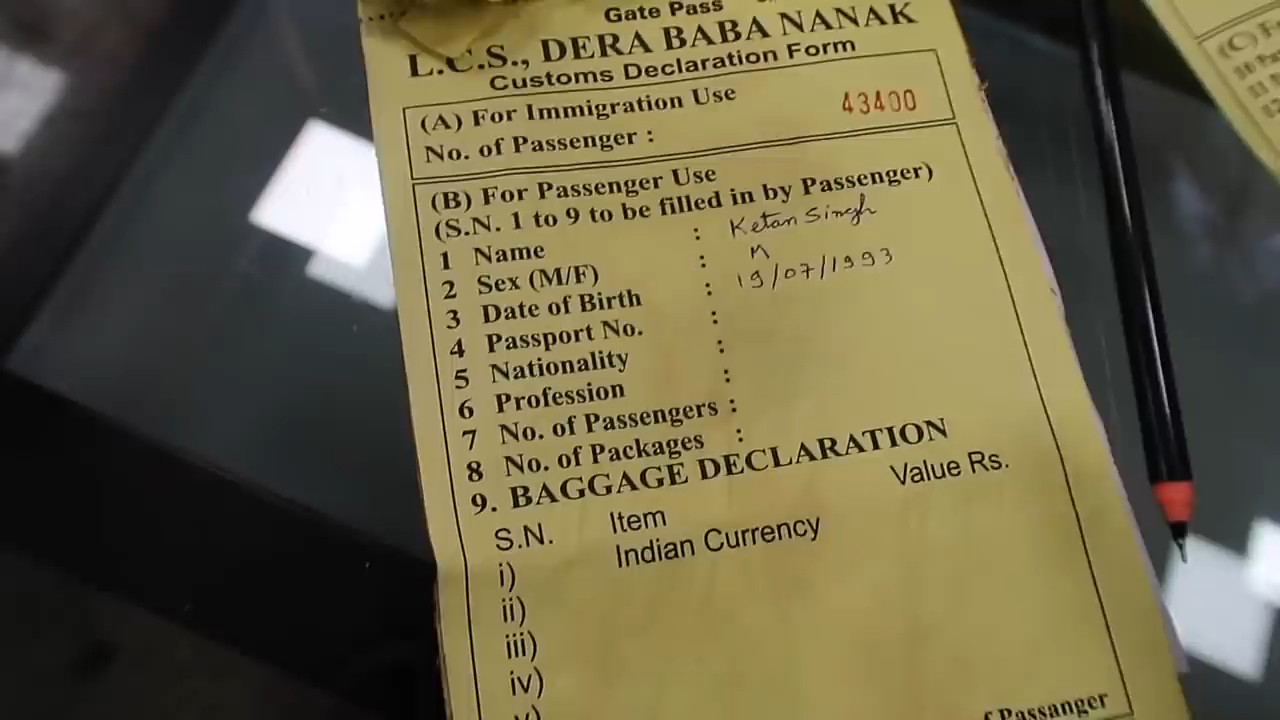 Gate Pass
L.C.S., DERA BABA NANAK
Customs Declaration Form
(A) For Immigration Use 43400
No. of Passenger :
(B) For Passenger Use
(S.N. 1 to 9 to be filled in by Passenger)
1 Name : Ketan Singh
2 Sex (M/F) : M
3 Date of Birth : 19/07/1993
4 Passport No. :
5 Nationality :
6 Profession :
7 No. of Passengers :
8 No. of Packages :
9. BAGGAGE DECLARATION
S.N. Item Value Rs.
i) Indian Currency
ii)
iii)
iv)
v)
f Passanger
(C) F